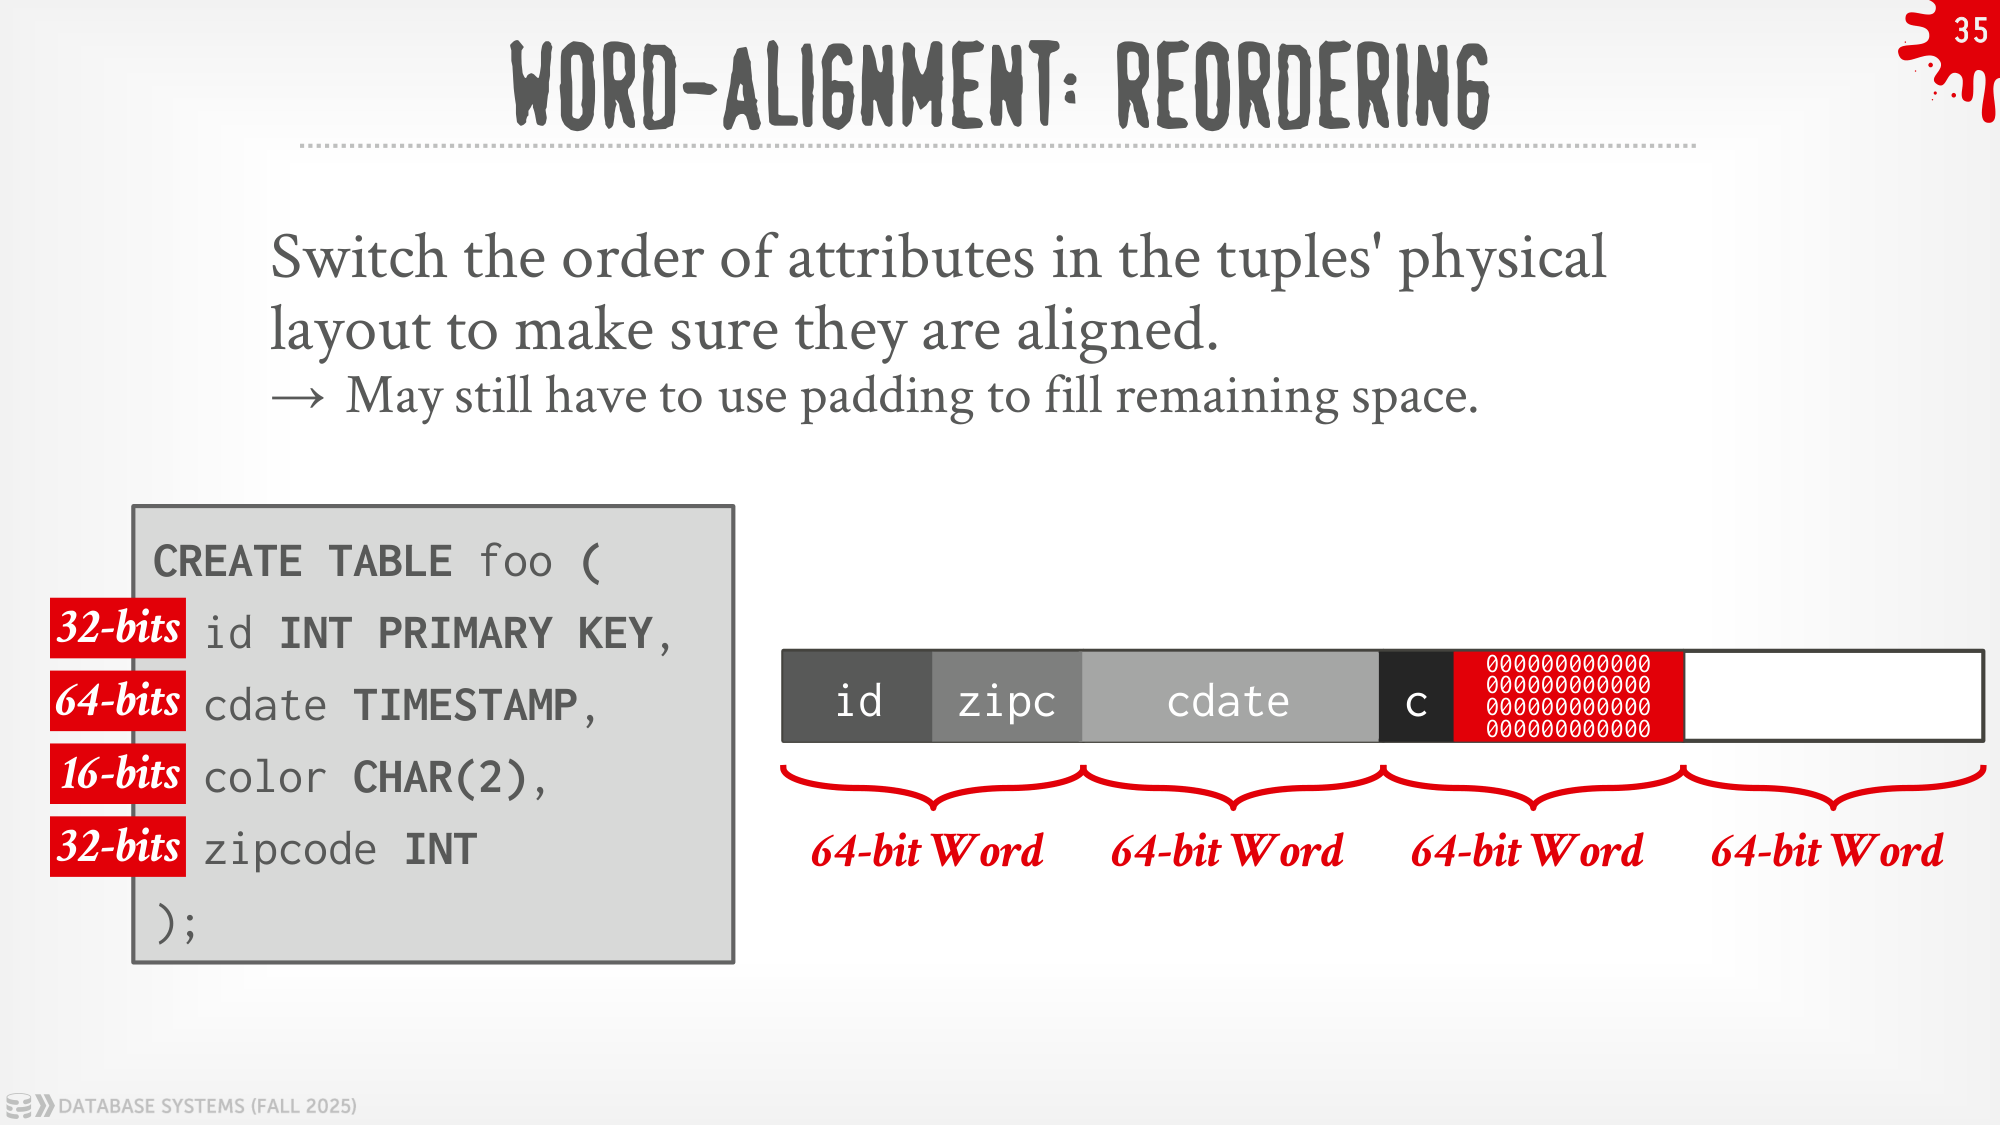 35
WORD-ALIGNMENT: REORDERING
Switch the order of attributes in the tuples' physical
layout to make sure they are aligned.
→ May still have to use padding to fill remaining space.
CREATE TABLE foo (
32-bits id INT PRIMARY KEY,
64-bits cdate TIMESTAMP,
16-bits color CHAR(2),
32-bits zipcode INT
);
id zipc cdate c
000000000000
000000000000
000000000000
000000000000
64-bit Word 64-bit Word 64-bit Word 64-bit Word
DATABASE SYSTEMS (FALL 2025)